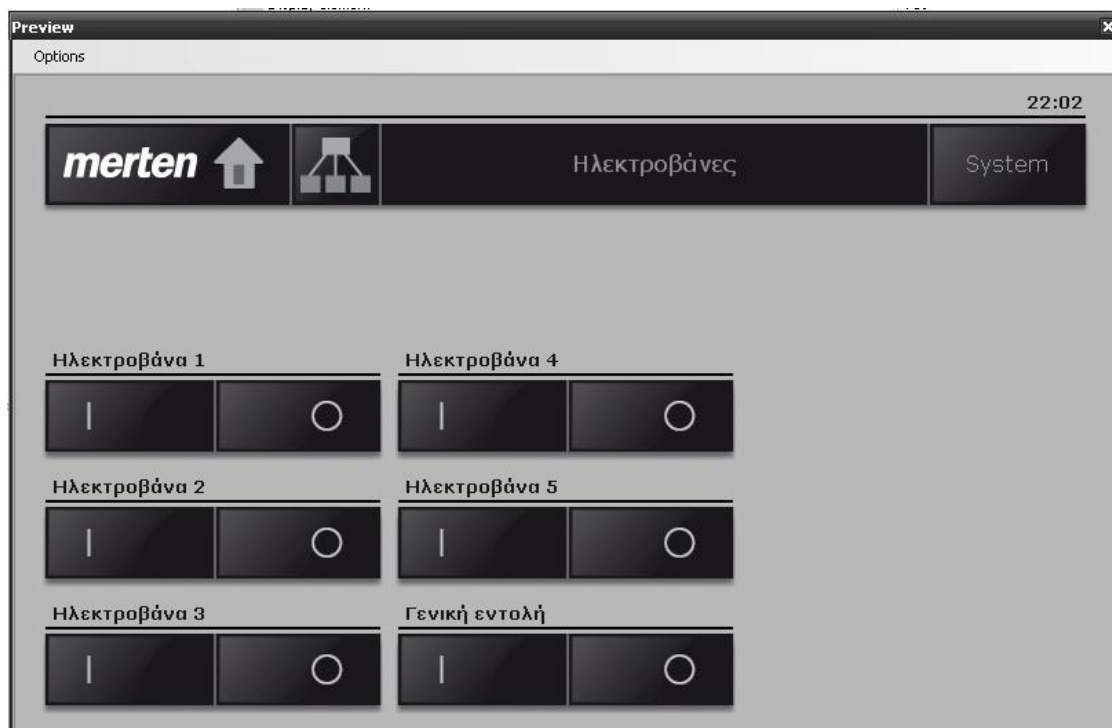 Preview
Options
22:02
merten
Ηλεκτροβάνες
System
Ηλεκτροβάνα 1
Ηλεκτροβάνα 4
Ηλεκτροβάνα 2
Ηλεκτροβάνα 5
Ηλεκτροβάνα 3
Γενική εντολή